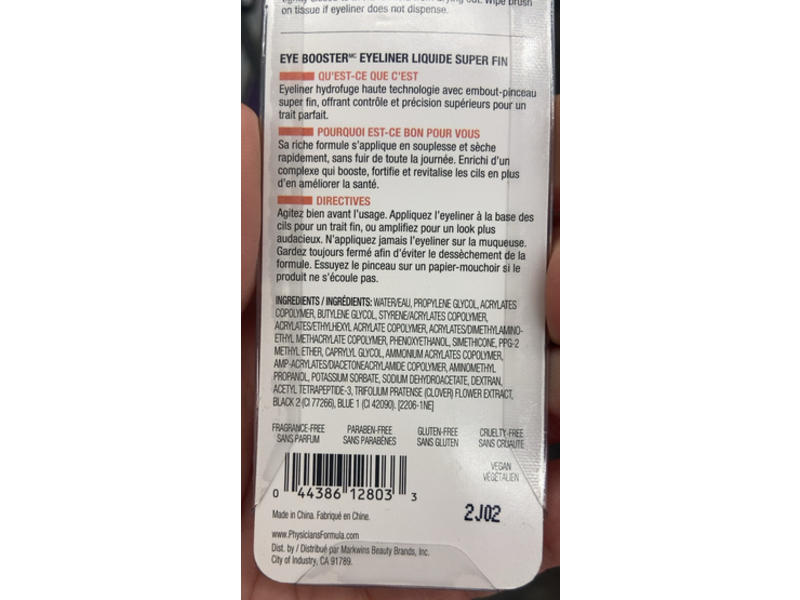 on tissue if eyeliner does not dispense.
EYE BOOSTER MC EYELINER LIQUIDE SUPER FIN
QU'EST-CE QUE C'EST
Eyeliner hydrofuge haute technologie avec embout-pinceau
super fin, offrant contrôle et précision supérieurs pour un
trait parfait.
POURQUOI EST-CE BON POUR VOUS
Sa riche formule s'applique en souplesse et sèche
rapidement, sans fuir de toute la journée. Enrichi d'un
complexe qui booste, fortifie et revitalise les cils en plus
d'en améliorer la santé.
DIRECTIVES
Agitez bien avant l'usage. Appliquez l'eyeliner à la base des
cils pour un trait fin, ou amplifiez pour un look plus
audacieux. N'appliquez jamais l'eyeliner sur la muqueuse.
Gardez toujours fermé afin d'éviter le dessèchement de la
formule. Essuyez le pinceau sur un papier-mouchoir si le
produit ne s'écoule pas.
INGREDIENTS / INGRÉDIENTS: WATER/EAU, PROPYLENE GLYCOL, ACRYLATES
COPOLYMER, BUTYLENE GLYCOL, STYRENE/ACRYLATES COPOLYMER,
ACRYLATES/ETHYLHEXYL ACRYLATE COPOLYMER, ACRYLATES/DIMETHYLAMINO-
ETHYL METHACRYLATE COPOLYMER, PHENOXYETHANOL, SIMETHICONE, PPG-2
METHYL ETHER, CAPRYLYL GLYCOL, AMMONIUM ACRYLATES COPOLYMER,
AMP-ACRYLATES/DIACETONEACRYLAMIDE COPOLYMER, AMINOMETHYL
PROPANOL, POTASSIUM SORBATE, SODIUM DEHYDROACETATE, DEXTRAN,
ACETYL TETRAPEPTIDE-3, TRIFOLIUM PRATENSE (CLOVER) FLOWER EXTRACT,
BLACK 2 (CI 77266), BLUE 1 (CI 42090). [2206-1NE]
FRAGRANCE-FREE PARABEN-FREE GLUTEN-FREE CRUELTY-FREE
SANS PARFUM SANS PARABÈNES SANS GLUTEN SANS CRUAUTÉ
VEGAN
VÉGÉTALIEN
0 44386 12803 3
Made in China. Fabriqué en Chine.
2J02
www.PhysiciansFormula.com
Dist. by / Distribué par Markwins Beauty Brands, Inc.
City of Industry, CA 91789.